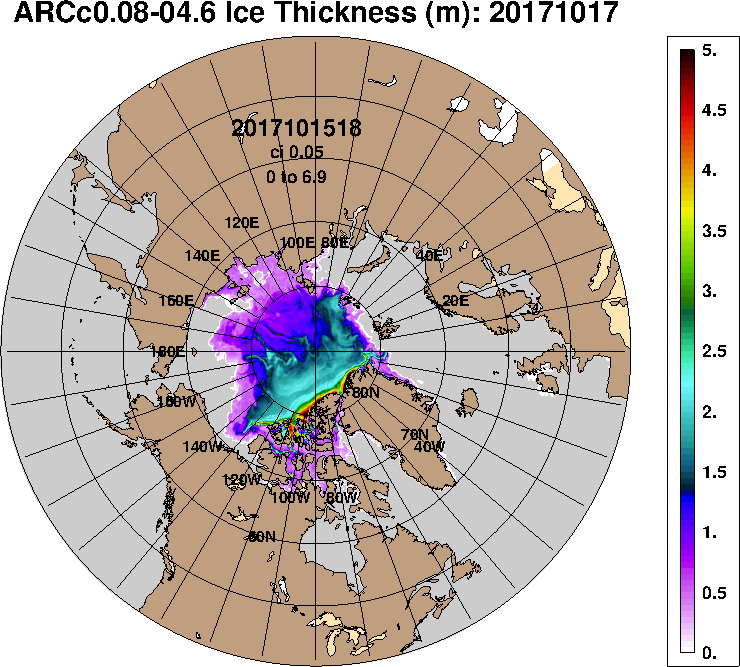 ARCc0.08-04.6 Ice Thickness (m): 20171017
2017101518
ci 0.05
0 to 6.9
120E
100E 80E
140E
40E
160E
20E
180E
160W
80N
140W
70N
40W
120W
100W 80W
60N
5.
4.5
4.
3.5
3.
2.5
2.
1.5
1.
0.5
0.